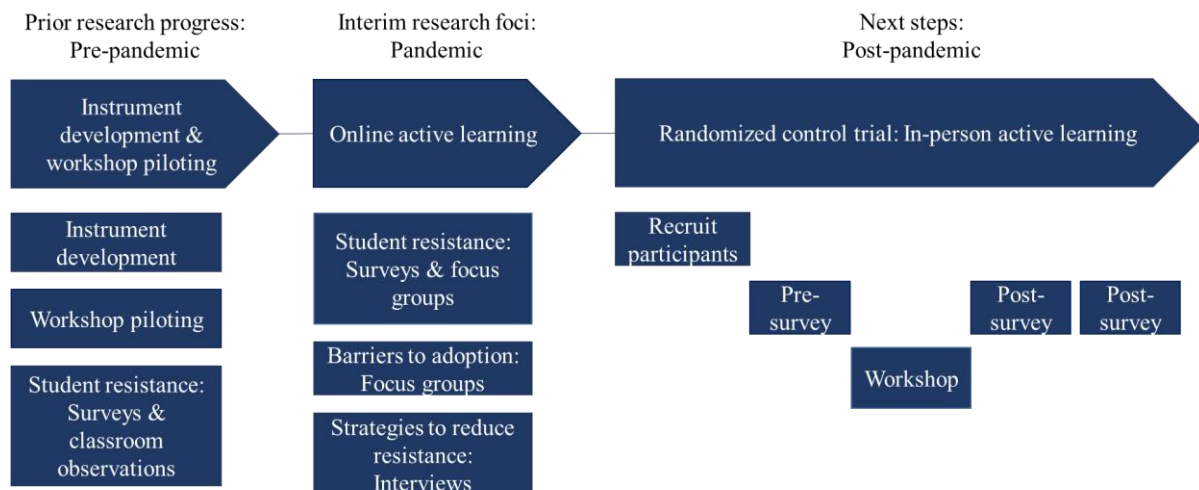 Prior research progress:
Pre-pandemic
Interim research foci:
Pandemic
Next steps:
Post-pandemic
Instrument
development &
workshop piloting
Online active learning
Randomized control trial: In-person active learning
Instrument
development
Workshop piloting
Student resistance:
Surveys &
classroom
observations
Student resistance:
Surveys & focus
groups
Barriers to adoption:
Focus groups
Strategies to reduce
resistance:
Interviews
Recruit
participants
Pre-
survey
Workshop
Post-
survey
Post-
survey